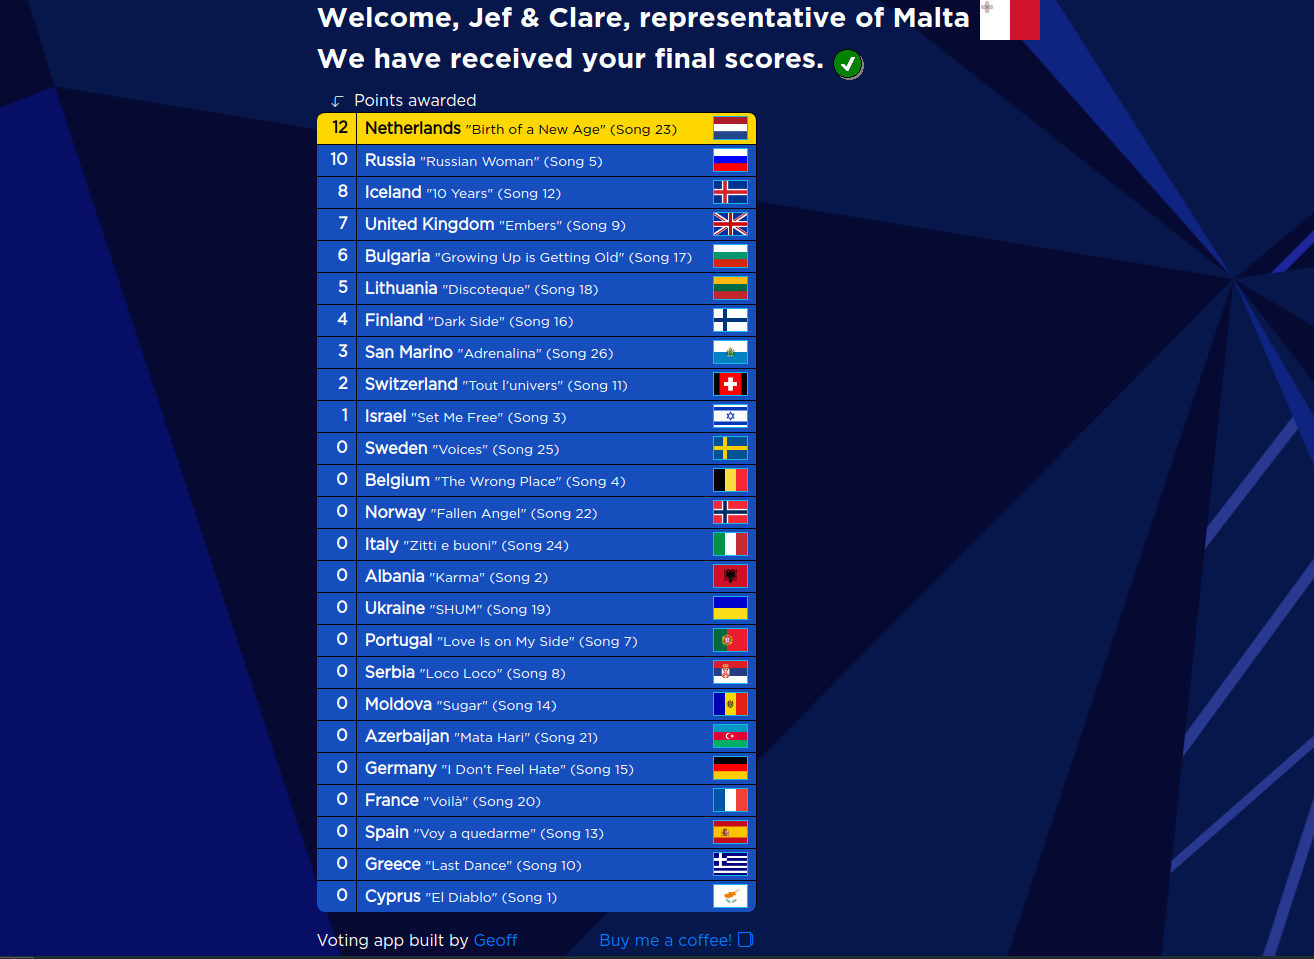 Welcome, Jef & Clare, representative of Malta
We have received your final scores.
Points awarded
12 Netherlands "Birth of a New Age" (Song 23)
10 Russia "Russian Woman" (Song 5)
8 Iceland "10 Years" (Song 12)
7 United Kingdom "Embers" (Song 9)
6 Bulgaria "Growing Up is Getting Old" (Song 17)
5 Lithuania "Discoteque" (Song 18)
4 Finland "Dark Side" (Song 16)
3 San Marino "Adrenalina" (Song 26)
2 Switzerland "Tout l'univers" (Song 11)
1 Israel "Set Me Free" (Song 3)
0 Sweden "Voices" (Song 25)
0 Belgium "The Wrong Place" (Song 4)
0 Norway "Fallen Angel" (Song 22)
0 Italy "Zitti e buoni" (Song 24)
0 Albania "Karma" (Song 2)
0 Ukraine "SHUM" (Song 19)
0 Portugal "Love Is on My Side" (Song 7)
0 Serbia "Loco Loco" (Song 8)
0 Moldova "Sugar" (Song 14)
0 Azerbaijan "Mata Hari" (Song 21)
0 Germany "I Don't Feel Hate" (Song 15)
0 France "Voilà" (Song 20)
0 Spain "Voy a quedarme" (Song 13)
0 Greece "Last Dance" (Song 10)
0 Cyprus "El Diablo" (Song 1)
Voting app built by Geoff Buy me a coffee!